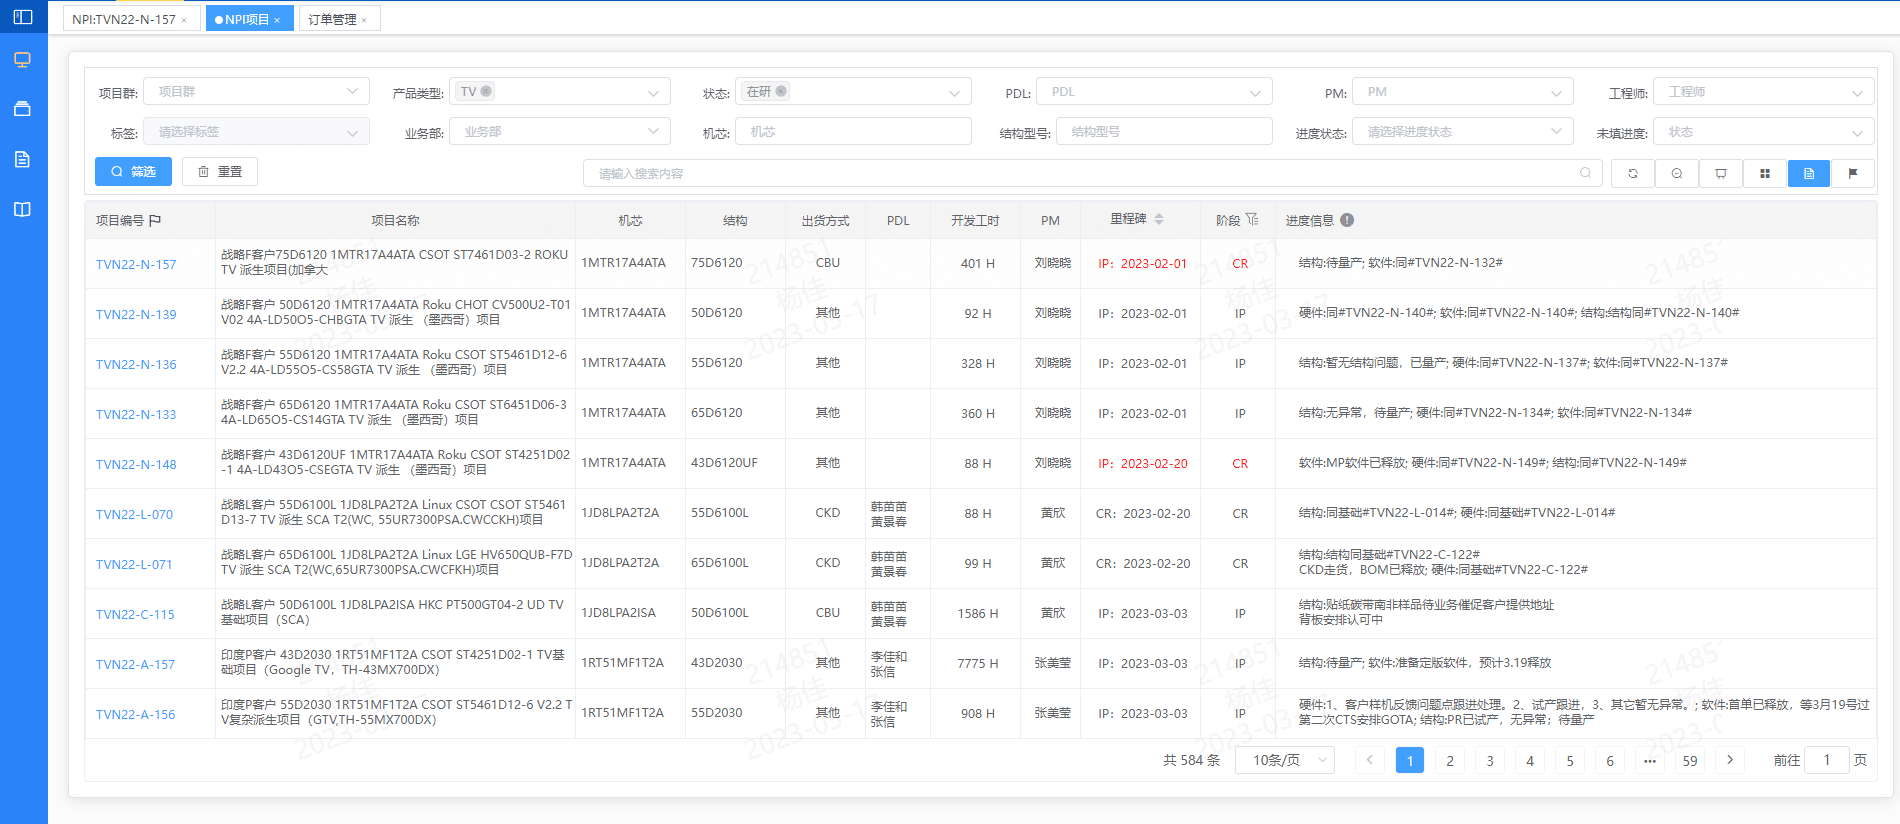 NPI:TVN22-N-157 × NPI项目 × 订单管理 ×
项目群: 项目群 产品类型: TV 状态: 在研 PDL: PDL PM: PM 工程师: 工程师
标签: 请选择标签 业务部: 业务部 机芯: 机芯 结构型号: 结构型号 进度状态: 请选择进度状态 未填进度: 状态
筛选 重置 请输入搜索内容
项目编号 项目名称 机芯 结构 出货方式 PDL 开发工时 PM 里程碑 阶段 进度信息
战略F客户75D6120 1MTR17A4ATA CSOT ST7461D03-2 ROKU
TVN22-N-157 TV 派生项目(加拿大 1MTR17A4ATA 75D6120 CBU 401 H 刘晓晓 IP：2023-02-01 CR 结构:待量产; 软件:同#TVN22-N-132#
战略F客户 50D6120 1MTR17A4ATA Roku CHOT CV500U2-T01
TVN22-N-139 V02 4A-LD50O5-CHBGTA TV 派生 （墨西哥）项目 1MTR17A4ATA 50D6120 其他 92 H 刘晓晓 IP：2023-02-01 IP 硬件:同#TVN22-N-140#; 软件:同#TVN22-N-140#; 结构:结构同#TVN22-N-140#
战略F客户 55D6120 1MTR17A4ATA Roku CSOT ST5461D12-6
TVN22-N-136 V2.2 4A-LD55O5-CS58GTA TV 派生 （墨西哥）项目 1MTR17A4ATA 55D6120 其他 328 H 刘晓晓 IP：2023-02-01 IP 结构:暂无结构问题，已量产; 硬件:同#TVN22-N-137#; 软件:同#TVN22-N-137#
战略F客户 65D6120 1MTR17A4ATA Roku CSOT ST6451D06-3
TVN22-N-133 4A-LD65O5-CS14GTA TV 派生 （墨西哥）项目 1MTR17A4ATA 65D6120 其他 360 H 刘晓晓 IP：2023-02-01 IP 结构:无异常，待量产; 硬件:同#TVN22-N-134#; 软件:同#TVN22-N-134#
战略F客户 43D6120UF 1MTR17A4ATA Roku CSOT ST4251D02
TVN22-N-148 -1 4A-LD43O5-CSEGTA TV 派生 （墨西哥）项目 1MTR17A4ATA 43D6120UF 其他 88 H 刘晓晓 IP：2023-02-20 CR 软件:MP软件已释放; 硬件:同#TVN22-N-149#; 结构:同#TVN22-N-149#
战略L客户 55D6100L 1JD8LPA2T2A Linux CSOT CSOT ST5461 韩苗苗
TVN22-L-070 D13-7 TV 派生 SCA T2(WC, 55UR7300PSA.CWCCKH)项目 1JD8LPA2T2A 55D6100L CKD 黄景春 88 H 黄欣 CR：2023-02-20 CR 结构:同基础#TVN22-L-014#; 硬件:同基础#TVN22-L-014#
战略L客户 65D6100L 1JD8LPA2T2A Linux LGE HV650QUB-F7D 韩苗苗 结构:结构同基础#TVN22-C-122#
TVN22-L-071 TV 派生 SCA T2(WC,65UR7300PSA.CWCFKH)项目 1JD8LPA2T2A 65D6100L CKD 黄景春 99 H 黄欣 CR：2023-02-20 CR CKD走货，BOM已释放; 硬件:同基础#TVN22-C-122#
战略L客户 50D6100L 1JD8LPA2ISA HKC PT500GT04-2 UD TV 韩苗苗 结构:贴纸碳带南非样品待业务催促客户提供地址
TVN22-C-115 基础项目（SCA） 1JD8LPA2ISA 50D6100L CBU 黄景春 1586 H 黄欣 IP：2023-03-03 IP 背板安排认可中
印度P客户 43D2030 1RT51MF1T2A CSOT ST4251D02-1 TV基 李佳和
TVN22-A-157 础项目（Google TV，TH-43MX700DX） 1RT51MF1T2A 43D2030 其他 张信 7775 H 张美莹 IP：2023-03-03 IP 结构:待量产; 软件:准备定版软件，预计3.19释放
印度P客户 55D2030 1RT51MF1T2A CSOT ST5461D12-6 V2.2 T 李佳和 硬件:1、客户样机反馈问题点跟进处理。2、试产跟进，3、其它暂无异常。; 软件:首单已释放，等3月19号过
TVN22-A-156 V复杂派生项目（GTV,TH-55MX700DX） 1RT51MF1T2A 55D2030 其他 张信 908 H 张美莹 IP：2023-03-03 IP 第二次CTS安排GOTA; 结构:PR已试产，无异常；待量产
214851
杨佳
2023-03-17
共 584 条 10条/页 1 2 3 4 5 6 ••• 59 前往 1 页